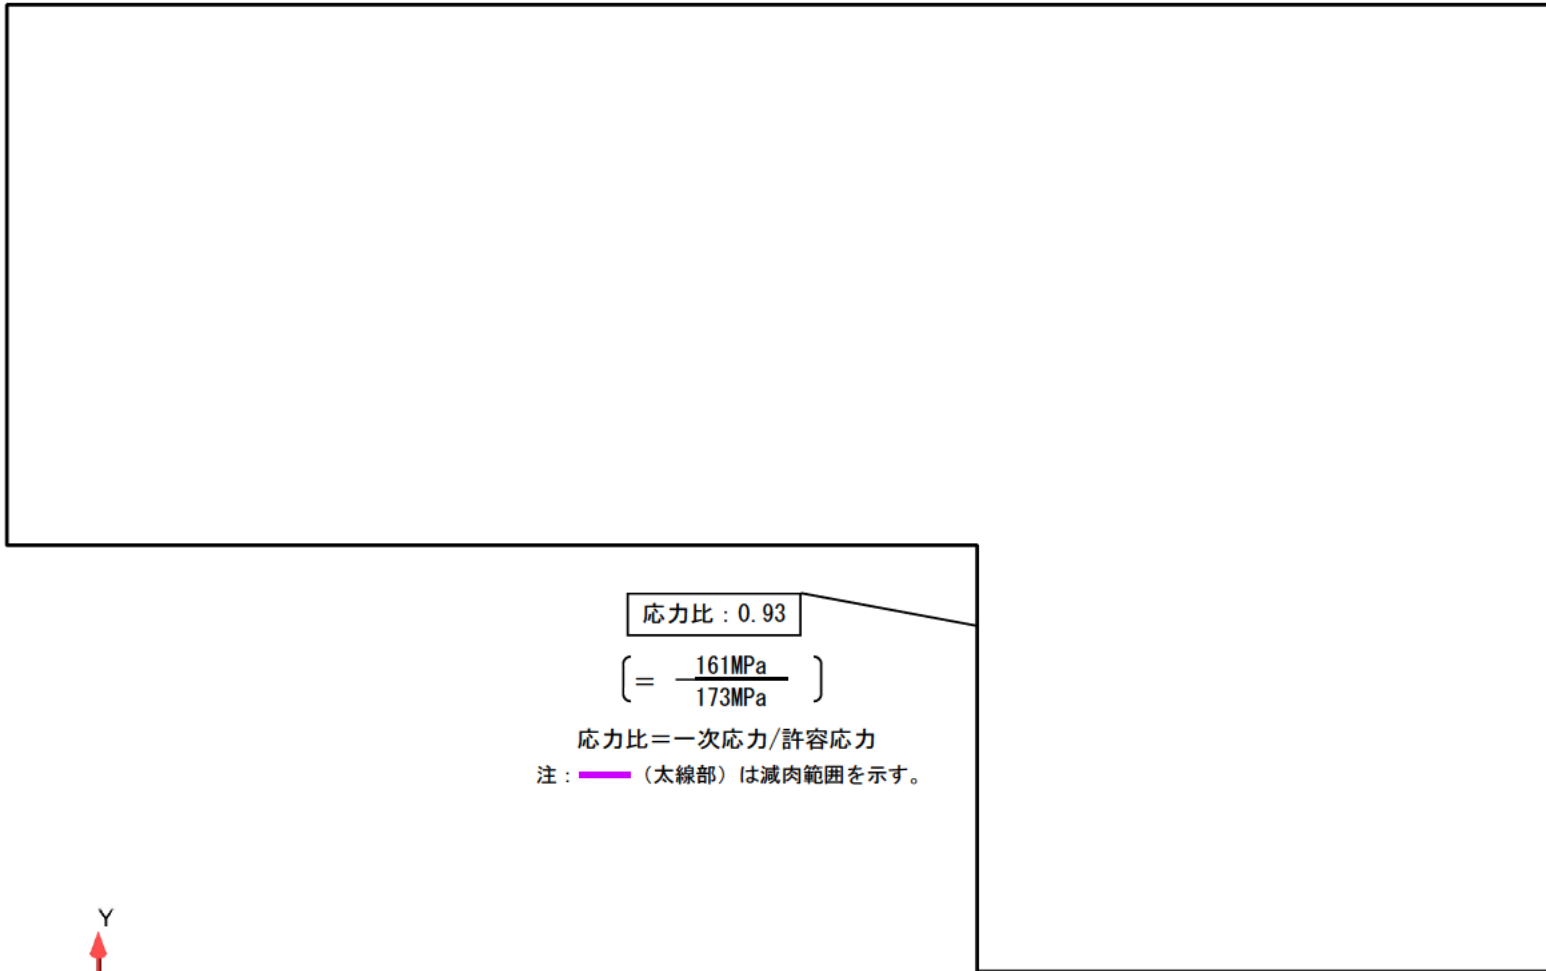 応力比:0.93
〔= 161MPa
173MPa 〕
応力比=一次応力/許容応力
注: (太線部)は減肉範囲を示す。
Y